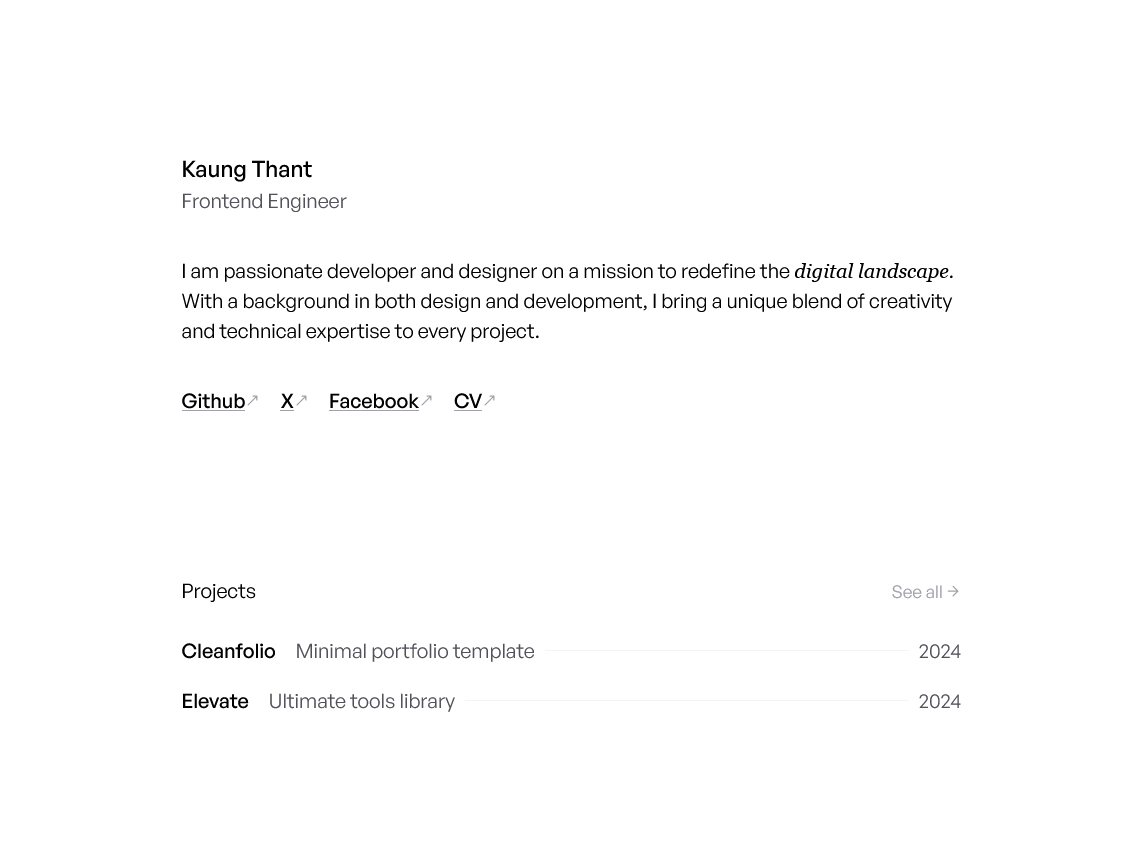 Kaung Thant
Frontend Engineer
I am passionate developer and designer on a mission to redefine the digital landscape.
With a background in both design and development, I bring a unique blend of creativity
and technical expertise to every project.
Github↗ X↗ Facebook↗ CV↗
Projects See all →
Cleanfolio Minimal portfolio template 2024
Elevate Ultimate tools library 2024